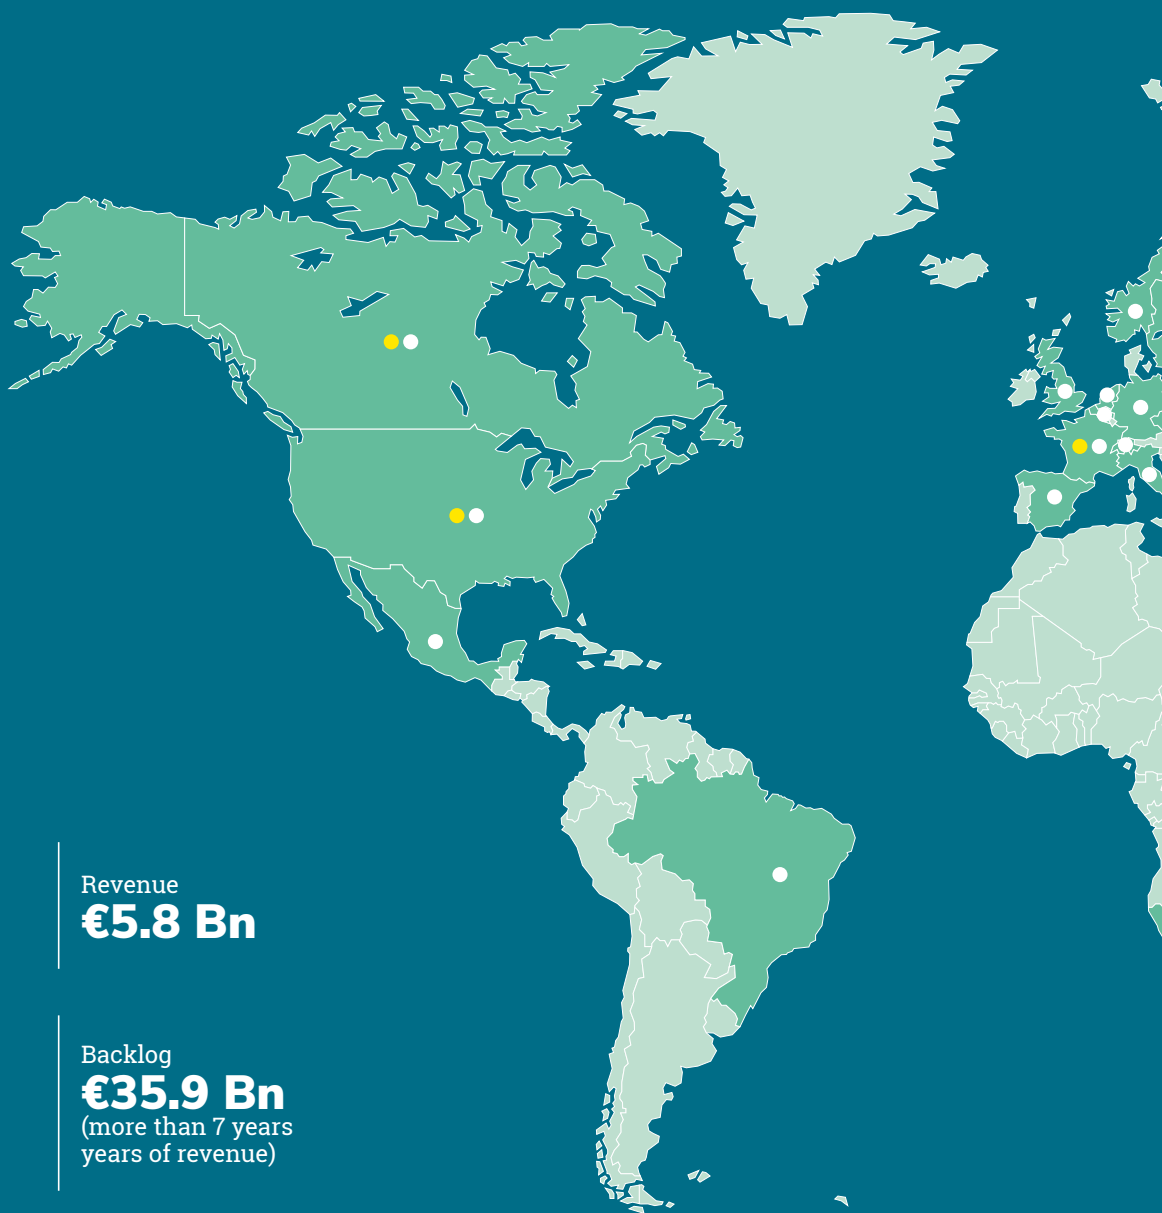 Revenue
€5.8 Bn
Backlog
€35.9 Bn
(more than 7 years
years of revenue)